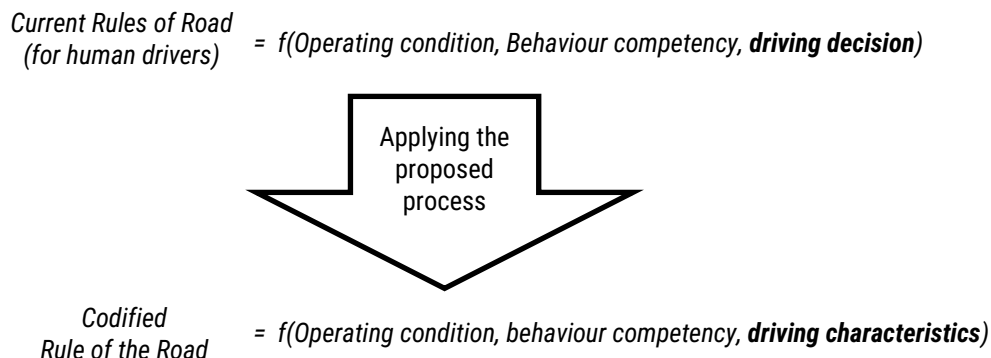 Current Rules of Road
(for human drivers)
= f(Operating condition, Behaviour competency, driving decision)
Applying the
proposed
process
Codified
Rule of the Road
= f(Operating condition, behaviour competency, driving characteristics)